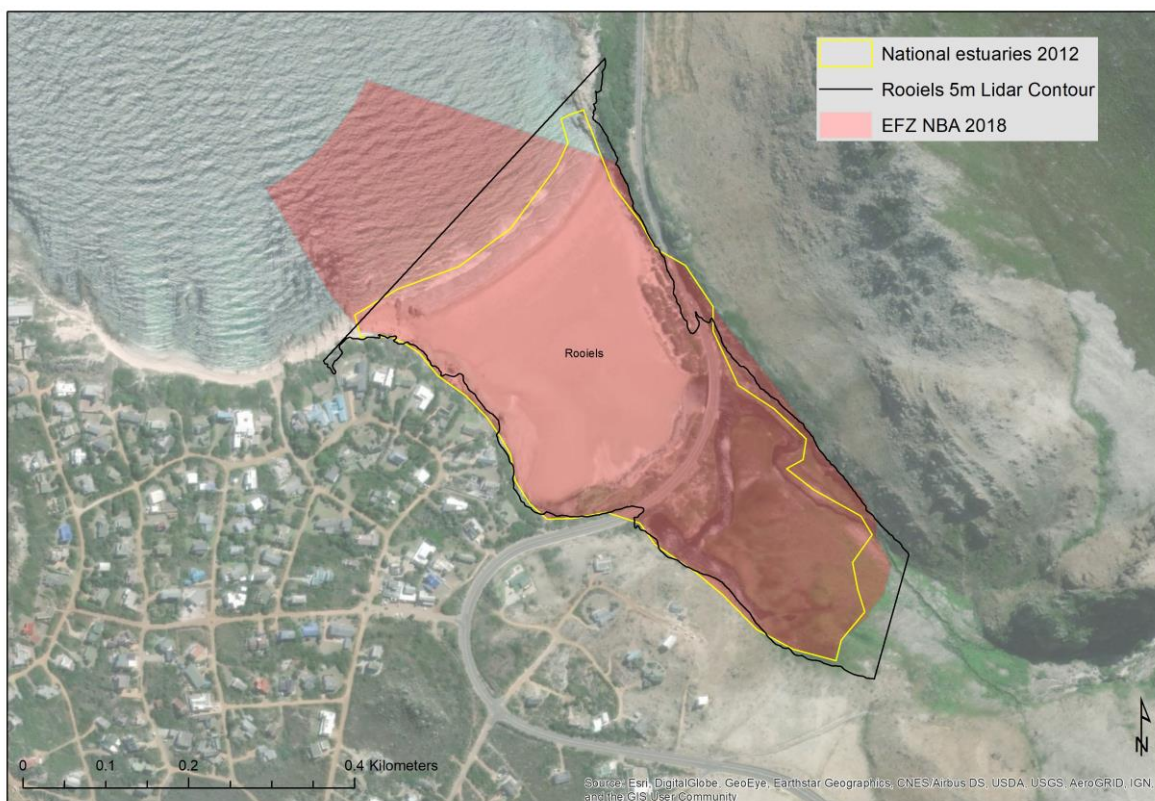 National estuaries 2012
Rooiels 5m Lidar Contour
EFZ NBA 2018
Rooiels
0 0.1 0.2 0.4 Kilometers
N
Source: Esri, DigitalGlobe, GeoEye, Earthstar Geographics, CNES/Airbus DS, USDA, USGS, AeroGRID, IGN,
and the GIS User Community